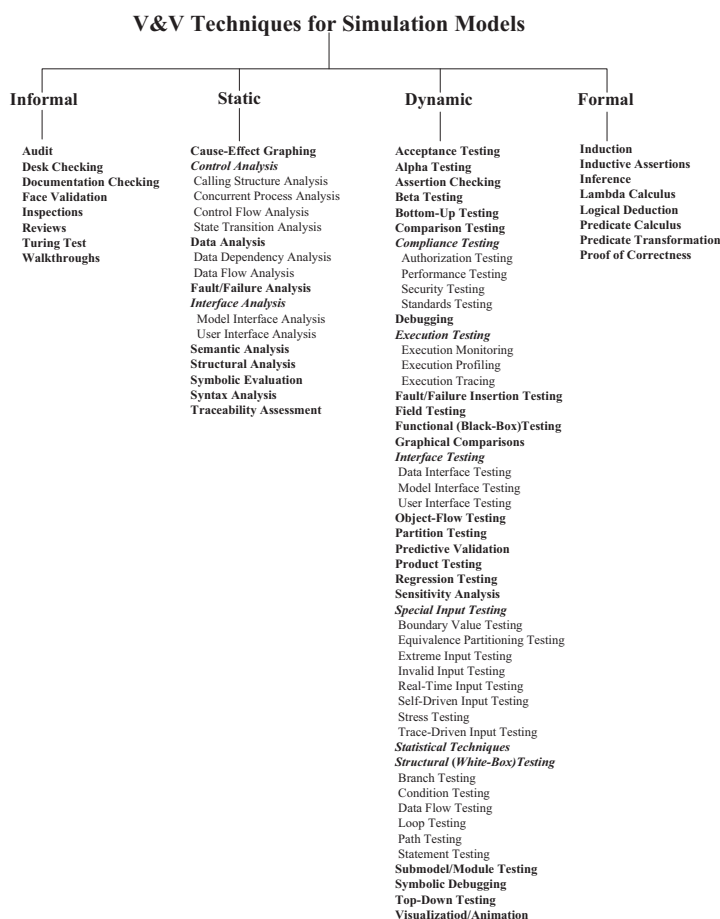 V&V Techniques for Simulation Models
Informal
Audit
Desk Checking
Documentation Checking
Face Validation
Inspections
Reviews
Turing Test
Walkthroughs
Static
Cause-Effect Graphing
Control Analysis
Calling Structure Analysis
Concurrent Process Analysis
Control Flow Analysis
State Transition Analysis
Data Analysis
Data Dependency Analysis
Data Flow Analysis
Fault/Failure Analysis
Interface Analysis
Model Interface Analysis
User Interface Analysis
Semantic Analysis
Structural Analysis
Symbolic Evaluation
Syntax Analysis
Traceability Assessment
Dynamic
Acceptance Testing
Alpha Testing
Assertion Checking
Beta Testing
Bottom-Up Testing
Comparison Testing
Compliance Testing
Authorization Testing
Performance Testing
Security Testing
Standards Testing
Debugging
Execution Testing
Execution Monitoring
Execution Profiling
Execution Tracing
Fault/Failure Insertion Testing
Field Testing
Functional (Black-Box)Testing
Graphical Comparisons
Interface Testing
Data Interface Testing
Model Interface Testing
User Interface Testing
Object-Flow Testing
Partition Testing
Predictive Validation
Product Testing
Regression Testing
Sensitivity Analysis
Special Input Testing
Boundary Value Testing
Equivalence Partitioning Testing
Extreme Input Testing
Invalid Input Testing
Real-Time Input Testing
Self-Driven Input Testing
Stress Testing
Trace-Driven Input Testing
Statistical Techniques
Structural (White-Box)Testing
Branch Testing
Condition Testing
Data Flow Testing
Loop Testing
Path Testing
Statement Testing
Submodel/Module Testing
Symbolic Debugging
Top-Down Testing
VisuaIizatiod/Animation
Formal
Induction
Inductive Assertions
Inference
Lambda Calculus
Logical Deduction
Predicate Calculus
Predicate Transformation
Proof of Correctness